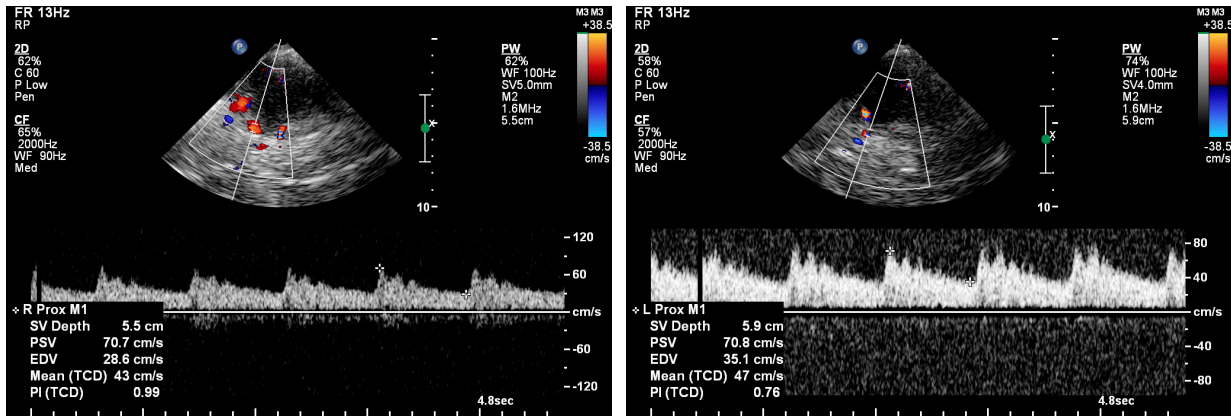 FR 13Hz
RP
2D
62%
C 60
P Low
Pen
CF
65%
2000Hz
WF 90Hz
Med
P
PW
62%
WF 100Hz
SV5.0mm
M2
1.6MHz
5.5cm
M3 M3
+38.5
-38.5
cm/s
x
10
120
60
cm/s
-60
-120
R Prox M1
SV Depth 5.5 cm
PSV 70.7 cm/s
EDV 28.6 cm/s
Mean (TCD) 43 cm/s
PI (TCD) 0.99
4.8sec
FR 13Hz
RP
2D
58%
C 60
P Low
Pen
CF
57%
2000Hz
WF 90Hz
Med
P
PW
74%
WF 100Hz
SV4.0mm
M2
1.6MHz
5.9cm
M3 M3
+38.5
-38.5
cm/s
x
10
80
40
cm/s
-40
-80
L Prox M1
SV Depth 5.9 cm
PSV 70.8 cm/s
EDV 35.1 cm/s
Mean (TCD) 47 cm/s
PI (TCD) 0.76
4.8sec